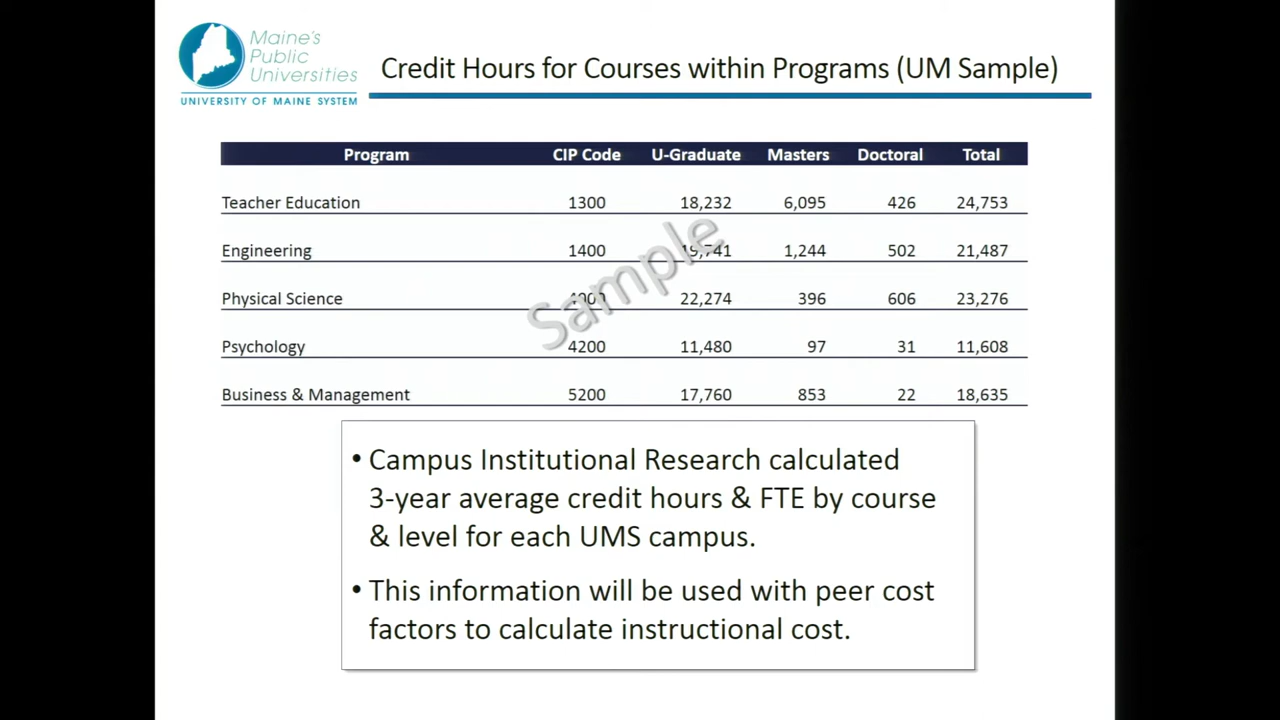 Maine's
Public
Universities
UNIVERSITY OF MAINE SYSTEM
Credit Hours for Courses within Programs (UM Sample)
Program CIP Code U-Graduate Masters Doctoral Total
Teacher Education 1300 18,232 6,095 426 24,753
Engineering 1400 19,741 1,244 502 21,487
Physical Science 4000 22,274 396 606 23,276
Psychology 4200 11,480 97 31 11,608
Business & Management 5200 17,760 853 22 18,635
Sample
• Campus Institutional Research calculated
3-year average credit hours & FTE by course
& level for each UMS campus.
• This information will be used with peer cost
factors to calculate instructional cost.